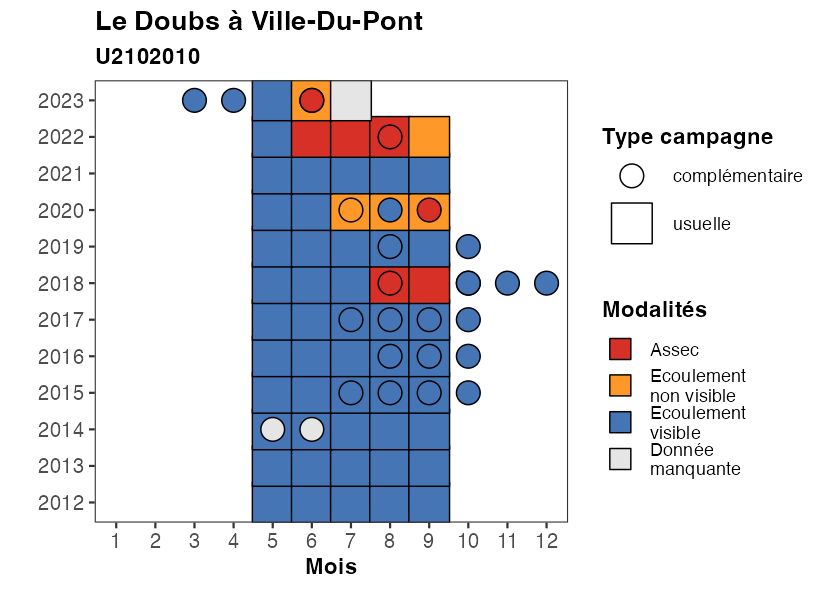 Le Doubs à Ville-Du-Pont
U2102010
2023
2022
2021
2020
2019
2018
2017
2016
2015
2014
2013
2012
1 2 3 4 5 6 7 8 9 10 11 12
Mois
Type campagne
complémentaire
usuelle
Modalités
Assec
Ecoulement
non visible
Ecoulement
visible
Donnée
manquante